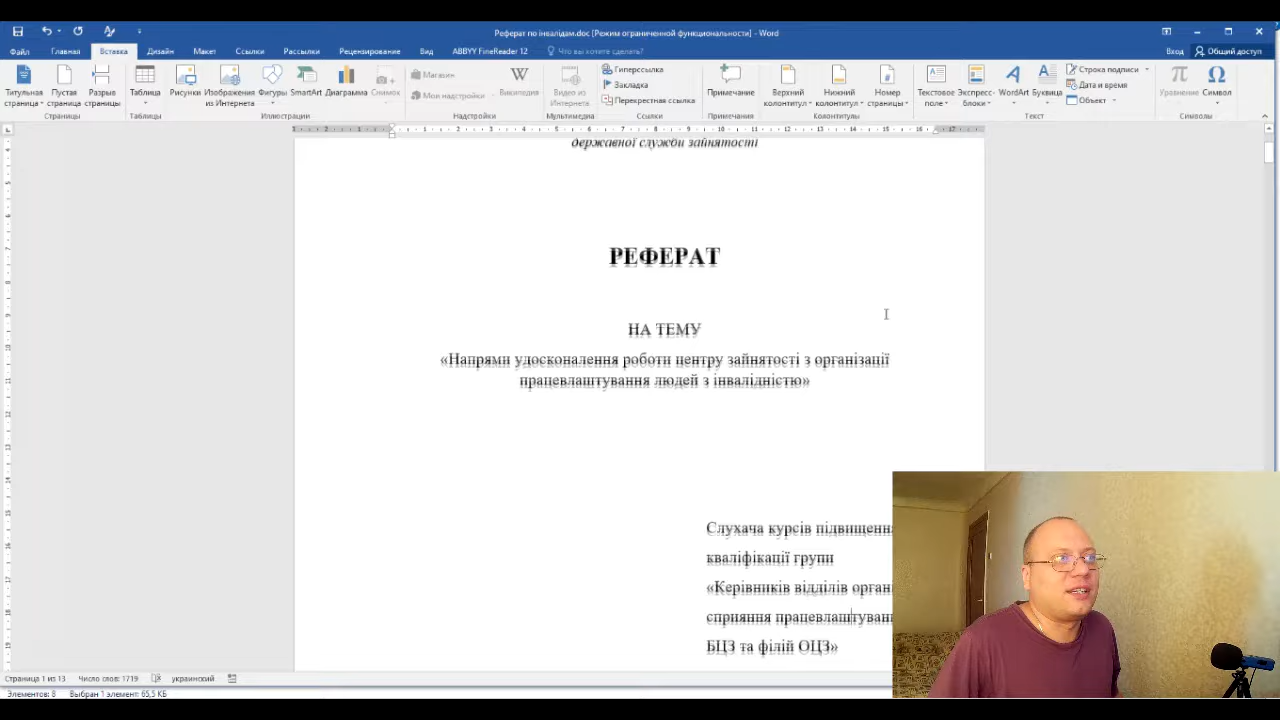 Реферат по інвалідам.doc [Режим ограниченной функциональности] - Word
Файл Главная Вставка Дизайн Макет Ссылки Рассылки Рецензирование Вид ABBYY FineReader 12 Что вы хотите сделать? Вход Общий доступ
Титульная страница Пустая страница Разрыв страницы
Страницы
Таблица
Таблицы
Рисунки Изображения из Интернета Фигуры SmartArt Диаграмма Снимок
Иллюстрации
Магазин
Мои надстройки
Википедия
Надстройки
Видео из Интернета
Мультимедиа
Гиперссылка
Закладка
Перекрестная ссылка
Ссылки
Примечание
Примечания
Верхний колонтитул Нижний колонтитул Номер страницы
Колонтитулы
Текстовое поле Экспресс-блоки WordArt Буквица
Строка подписи
Дата и время
Объект
Текст
Уравнение Символ
Символы
державної служби зайнятості
РЕФЕРАТ
НА ТЕМУ
«Напрями удосконалення роботи центру зайнятості з організації
працевлаштування людей з інвалідністю»
Слухача курсів підвищення
кваліфікації групи
«Керівників відділів органі
сприяння працевлаштуван
БЦЗ та філій ОЦЗ»
Страница 1 из 13 Число слов: 1719 украинский
Элементов: 8 Выбран 1 элемент: 65,5 КБ